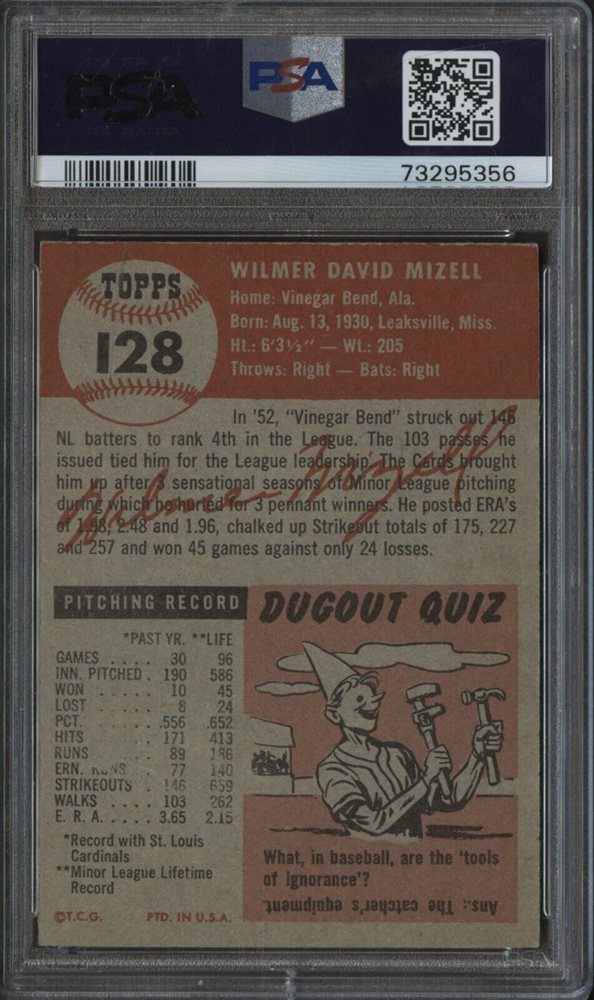 PSA
PSA
73295356
TOPPS
128
WILMER DAVID MIZELL
Home: Vinegar Bend, Ala.
Born: Aug. 13, 1930, Leaksville, Miss.
Ht.: 6'3½" — Wt.: 205
Throws: Right — Bats: Right
In '52, "Vinegar Bend" struck out 146
NL batters to rank 4th in the League. The 103 passes he
issued tied him for the League leadership. The Cards brought
him up after 3 sensational seasons of Minor League pitching
during which he hurled for 3 pennant winners. He posted ERA's
of 1.98, 2.48 and 1.96, chalked up Strikeout totals of 175, 227
and 257 and won 45 games against only 24 losses.
Wilmer Mizell
PITCHING RECORD
*PAST YR. **LIFE
GAMES .... 30 96
INN. PITCHED . 190 586
WON ..... 10 45
LOST ..... 8 24
PCT. ..... .556 .652
HITS ..... 171 413
RUNS ..... 89 186
ERN. RUNS .. 77 140
STRIKEOUTS . 146 659
WALKS .... 103 262
E. R. A. .... 3.65 2.15
*Record with St. Louis
Cardinals
**Minor League Lifetime
Record
©T.C.G. PTD. IN U.S.A.
DUGOUT QUIZ
What, in baseball, are the 'tools
of ignorance'?
Ans.: The catcher's equipment.